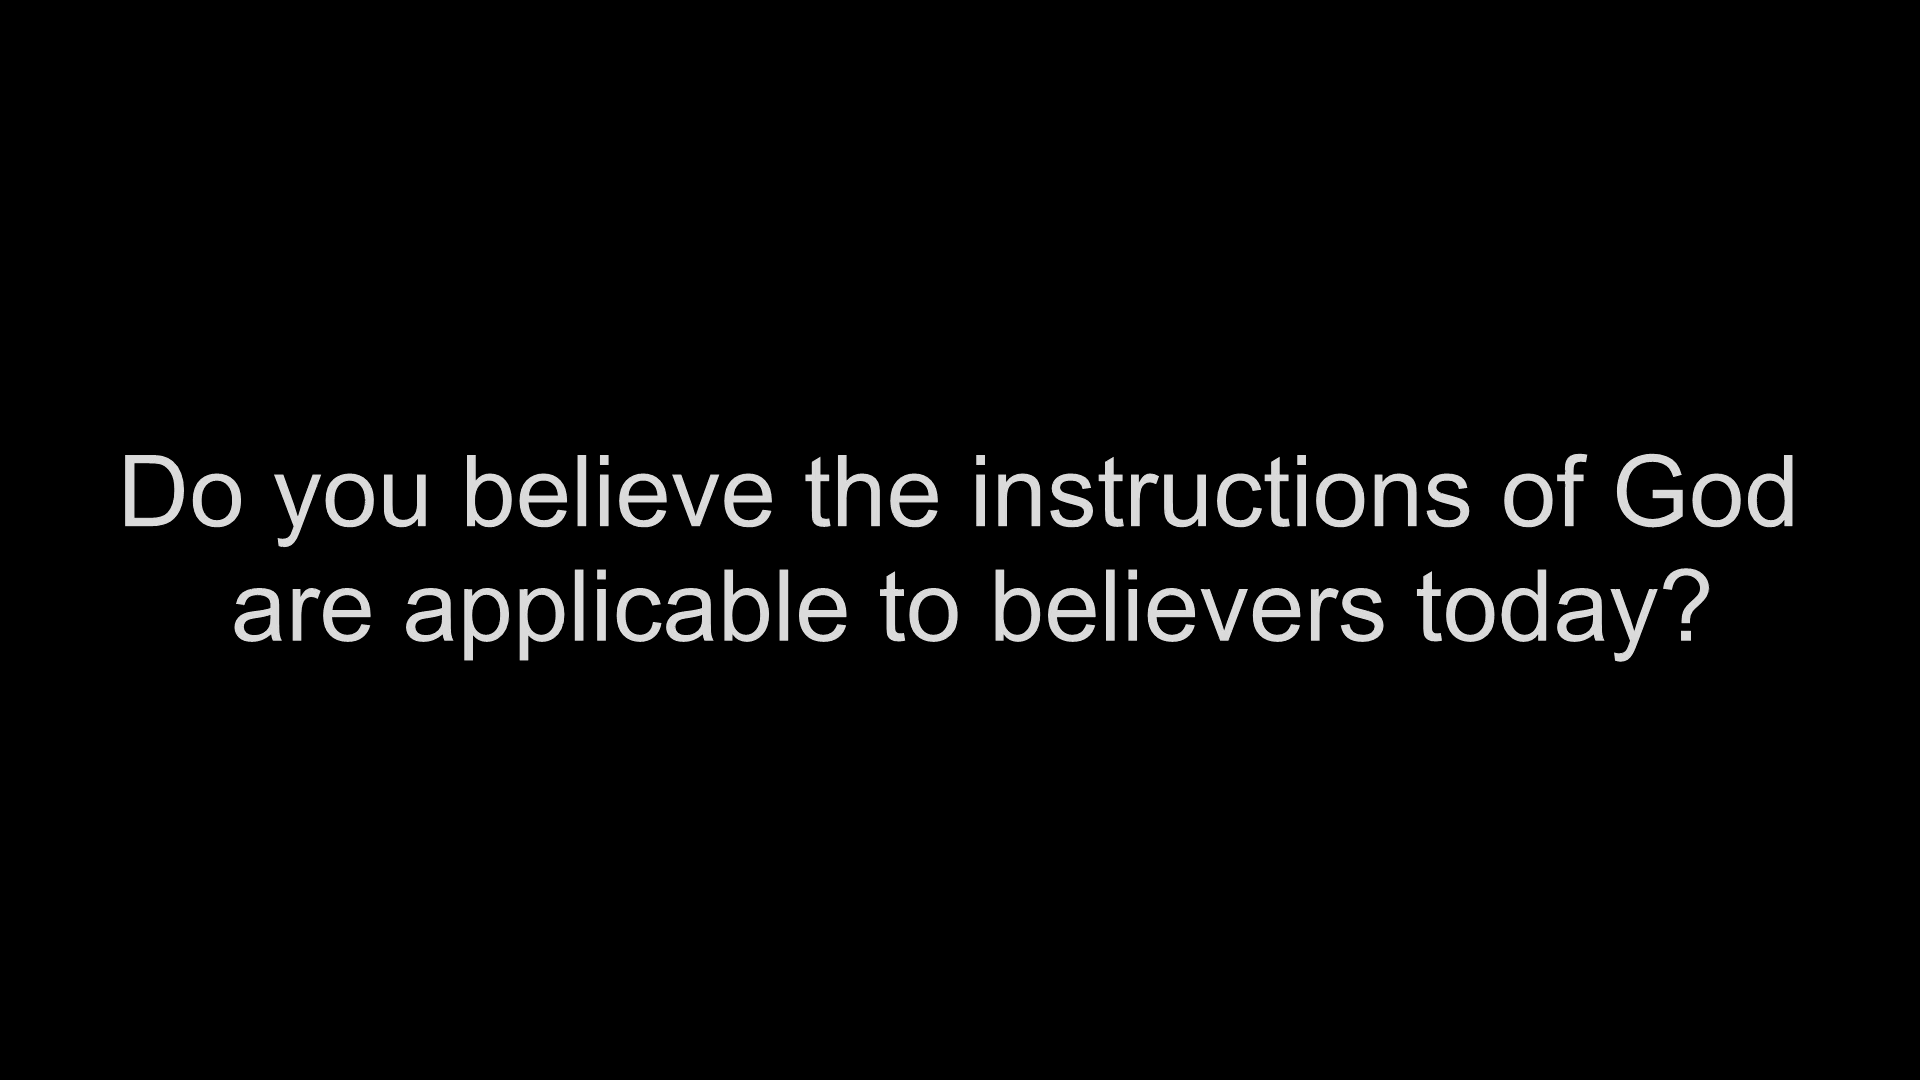 Do you believe the instructions of God
are applicable to believers today?